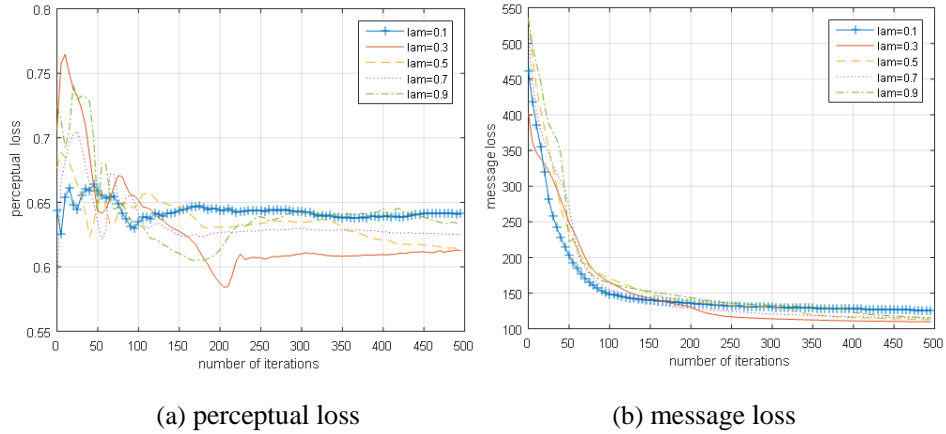 0.8
0.75
0.7
0.65
0.6
0.55
perceptual loss
0 50 100 150 200 250 300 350 400 450 500
number of iterations
lam=0.1
lam=0.3
lam=0.5
lam=0.7
lam=0.9
(a) perceptual loss
550
500
450
400
350
300
250
200
150
100
message loss
0 50 100 150 200 250 300 350 400 450 500
number of iterations
lam=0.1
lam=0.3
lam=0.5
lam=0.7
lam=0.9
(b) message loss